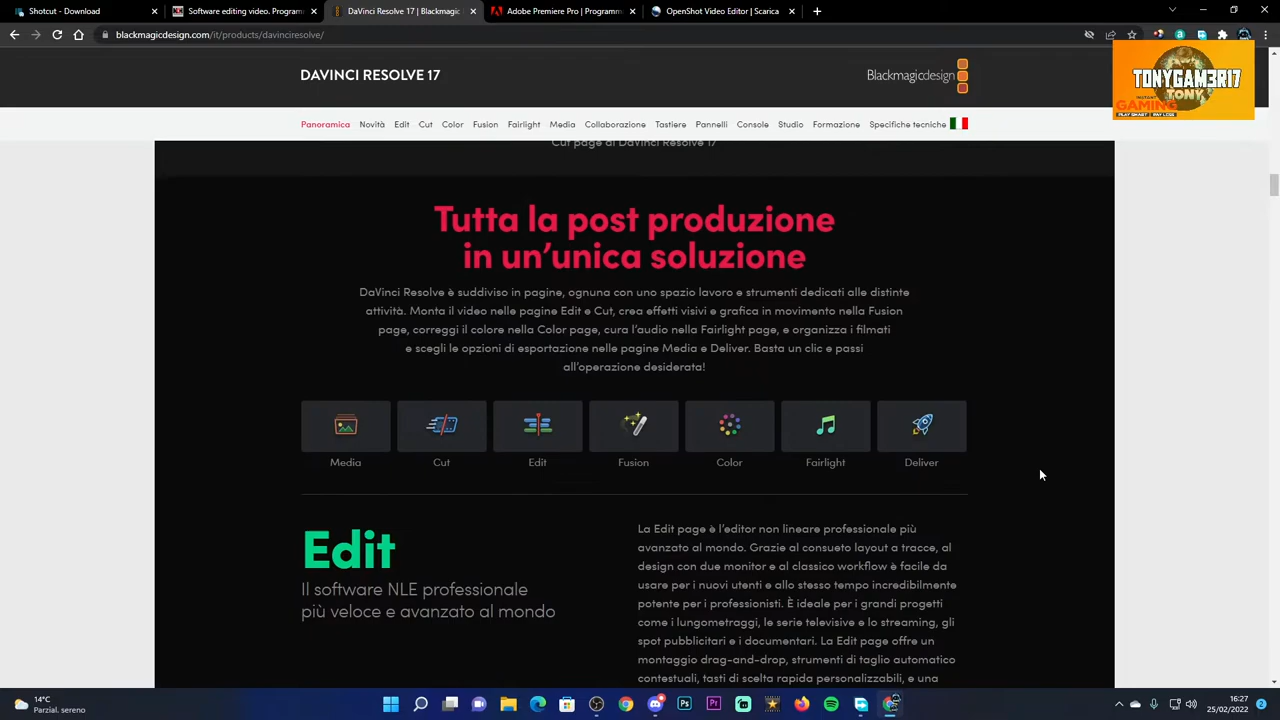 Shotcut - Download
Software editing video. Program
DaVinci Resolve 17 | Blackmagic
Adobe Premiere Pro | Program
OpenShot Video Editor | Scarica
blackmagicdesign.com/it/products/davinciresolve/
DAVINCI RESOLVE 17
Blackmagicdesign
TONYGAM3R17
TONY
INSTANT
GAMING
PLAY SMART | PAY LESS
Panoramica Novità Edit Cut Color Fusion Fairlight Media Collaborazione Tastiere Pannelli Console Studio Formazione Specifiche tecniche
Cut page di DaVinci Resolve 17
Tutta la post produzione
in un'unica soluzione
DaVinci Resolve è suddiviso in pagine, ognuna con uno spazio lavoro e strumenti dedicati alle distinte
attività. Monta il video nelle pagine Edit e Cut, crea effetti visivi e grafica in movimento nella Fusion
page, correggi il colore nella Color page, cura l'audio nella Fairlight page, e organizza i filmati
e scegli le opzioni di esportazione nelle pagine Media e Deliver. Basta un clic e passi
all'operazione desiderata!
Media Cut Edit Fusion Color Fairlight Deliver
Edit
Il software NLE professionale
più veloce e avanzato al mondo
La Edit page è l'editor non lineare professionale più
avanzato al mondo. Grazie al consueto layout a tracce, al
design con due monitor e al classico workflow è facile da
usare per i nuovi utenti e allo stesso tempo incredibilmente
potente per i professionisti. È ideale per i grandi progetti
come i lungometraggi, le serie televisive e lo streaming, gli
spot pubblicitari e i documentari. La Edit page offre un
montaggio drag-and-drop, strumenti di taglio automatico
contestuali, tasti di scelta rapida personalizzabili, e una
14°C
Parzial. sereno
Ps
Pr
16:27
25/02/2022
2